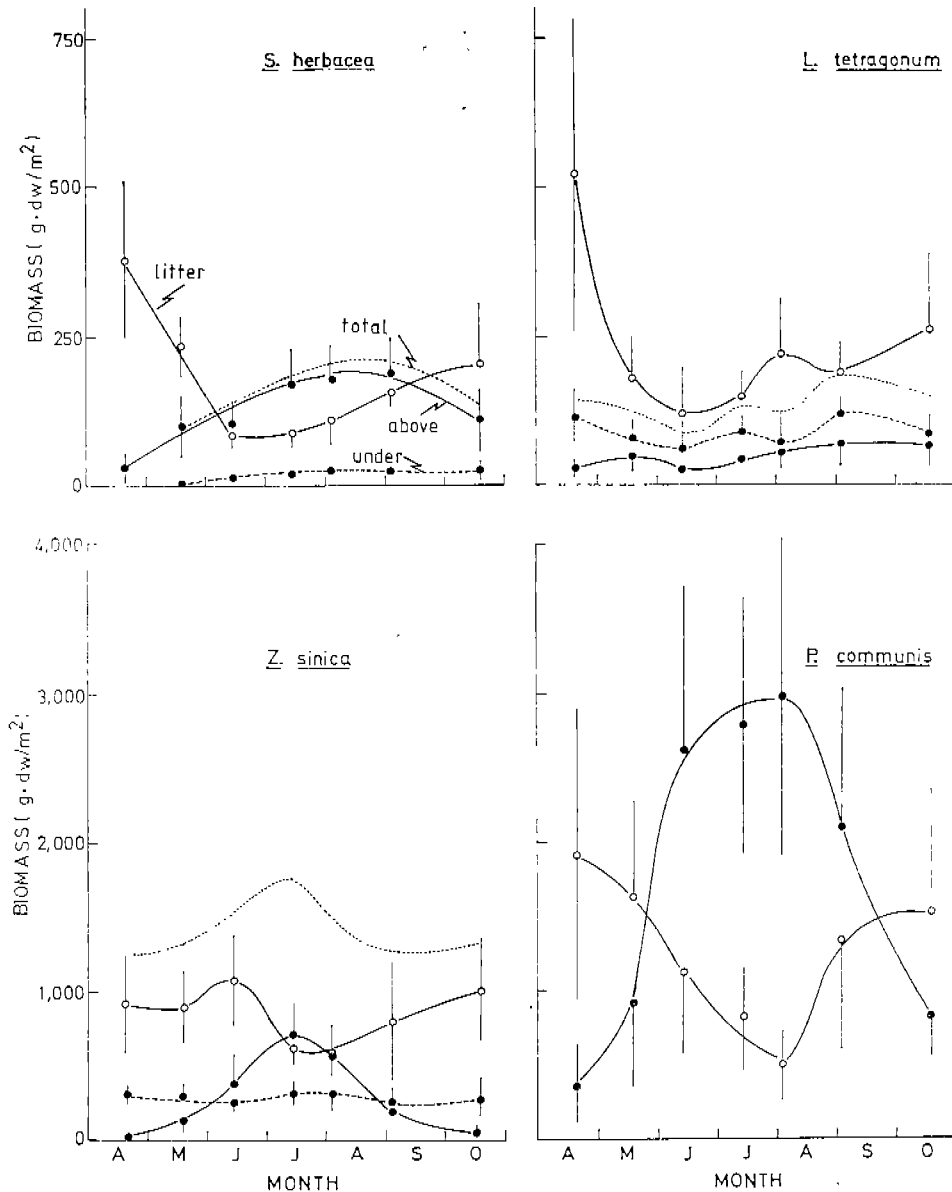 750
S. herbacea
L. tetragonum
BIOMASS( g·dw/m²)
500
litter
total
250
above
under
0
4,000
Z. sinica
P. communis
3,000
BIOMASS( g·dw/m²)
2,000
1,000
0
A M J J A S O
A M J J A S O
MONTH
MONTH